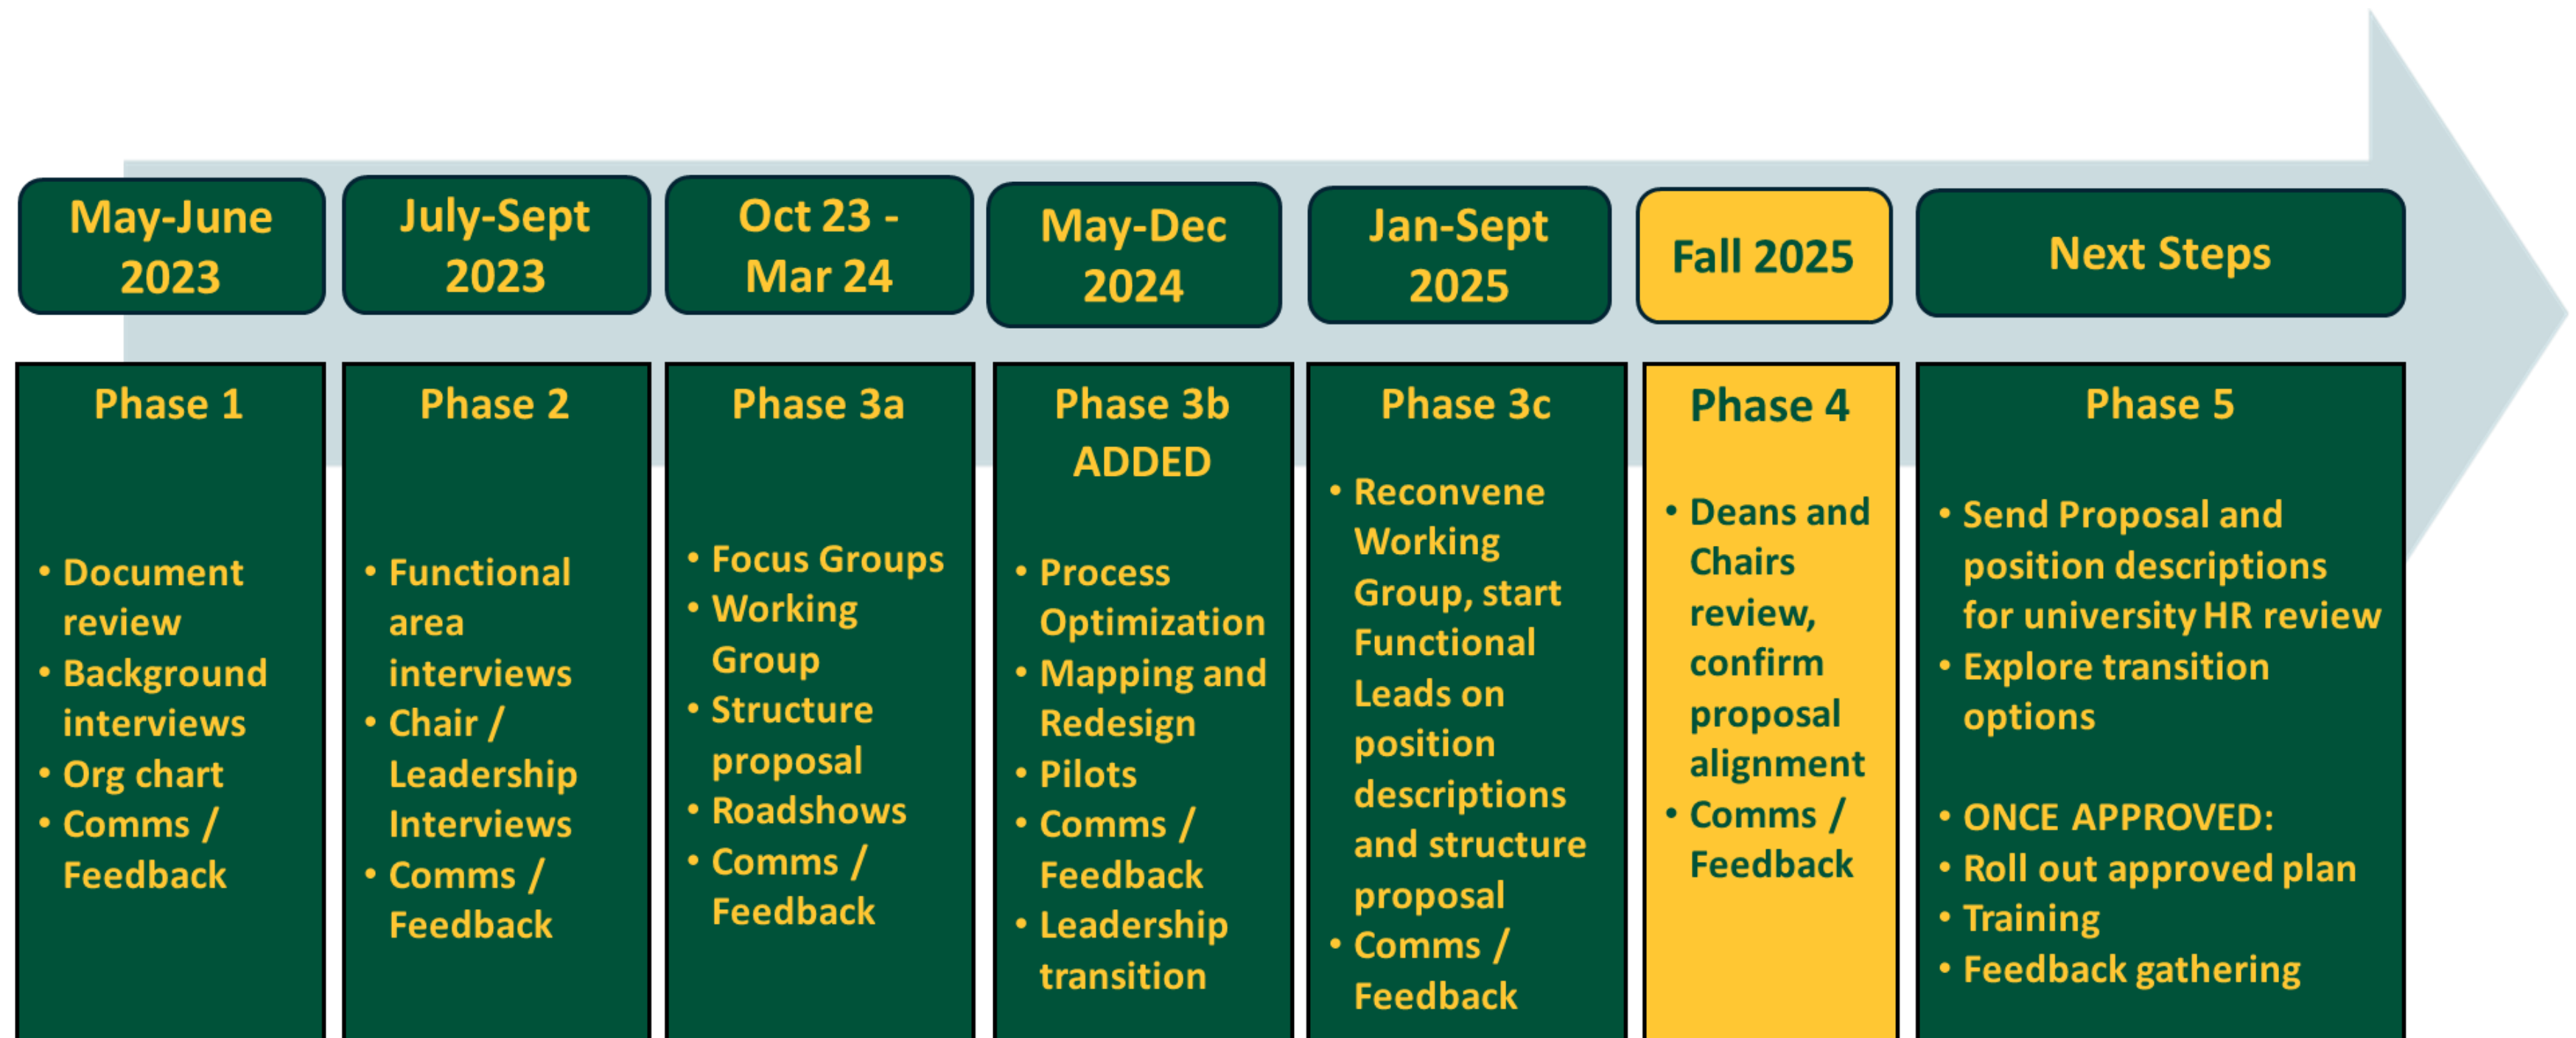 May-June
2023
July-Sept
2023
Oct 23 -
Mar 24
May-Dec
2024
Jan-Sept
2025
Fall 2025
Next Steps
Phase 1
• Document
review
• Background
interviews
• Org chart
• Comms /
Feedback
Phase 2
• Functional
area
interviews
• Chair /
Leadership
Interviews
• Comms /
Feedback
Phase 3a
• Focus Groups
• Working
Group
• Structure
proposal
• Roadshows
• Comms /
Feedback
Phase 3b
ADDED
• Process
Optimization
• Mapping and
Redesign
• Pilots
• Comms /
Feedback
• Leadership
transition
Phase 3c
• Reconvene
Working
Group, start
Functional
Leads on
position
descriptions
and structure
proposal
• Comms /
Feedback
Phase 4
• Deans and
Chairs
review,
confirm
proposal
alignment
• Comms /
Feedback
Phase 5
• Send Proposal and
position descriptions
for university HR review
• Explore transition
options
• ONCE APPROVED:
• Roll out approved plan
• Training
• Feedback gathering